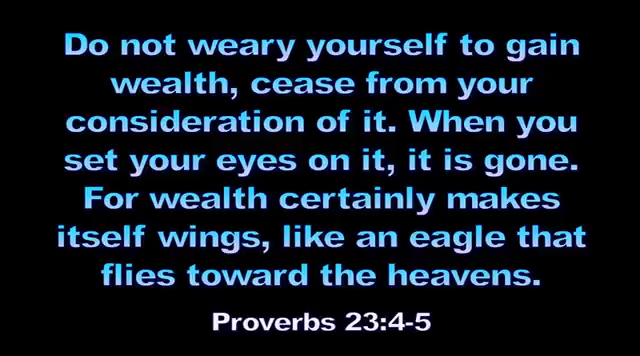 Do not weary yourself to gain
wealth, cease from your
consideration of it. When you
set your eyes on it, it is gone.
For wealth certainly makes
itself wings, like an eagle that
flies toward the heavens.
Proverbs 23:4-5